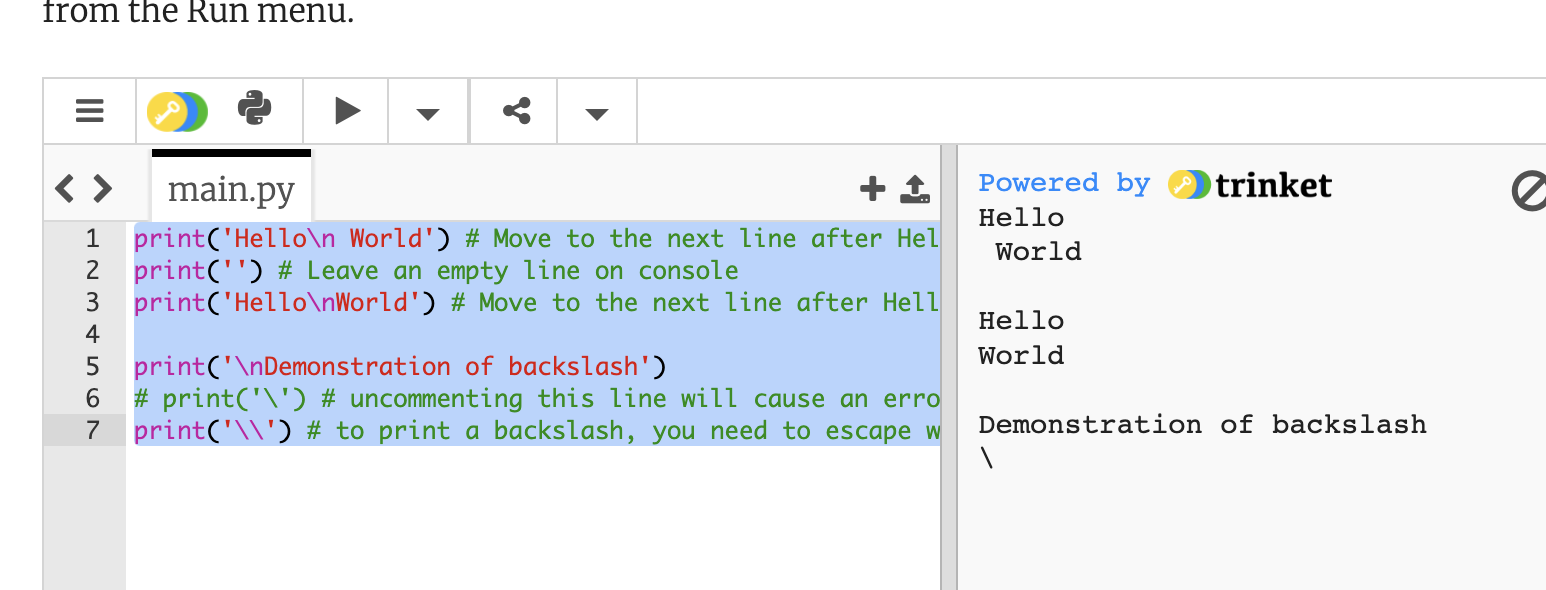 from the Run menu.
main.py
1 print('Hello\n World') # Move to the next line after Hel
2 print('') # Leave an empty line on console
3 print('Hello\nWorld') # Move to the next line after Hell
4
5 print('\nDemonstration of backslash')
6 # print('\') # uncommenting this line will cause an erro
7 print('\\') # to print a backslash, you need to escape w
Powered by trinket
Hello
 World
Hello
World
Demonstration of backslash
\